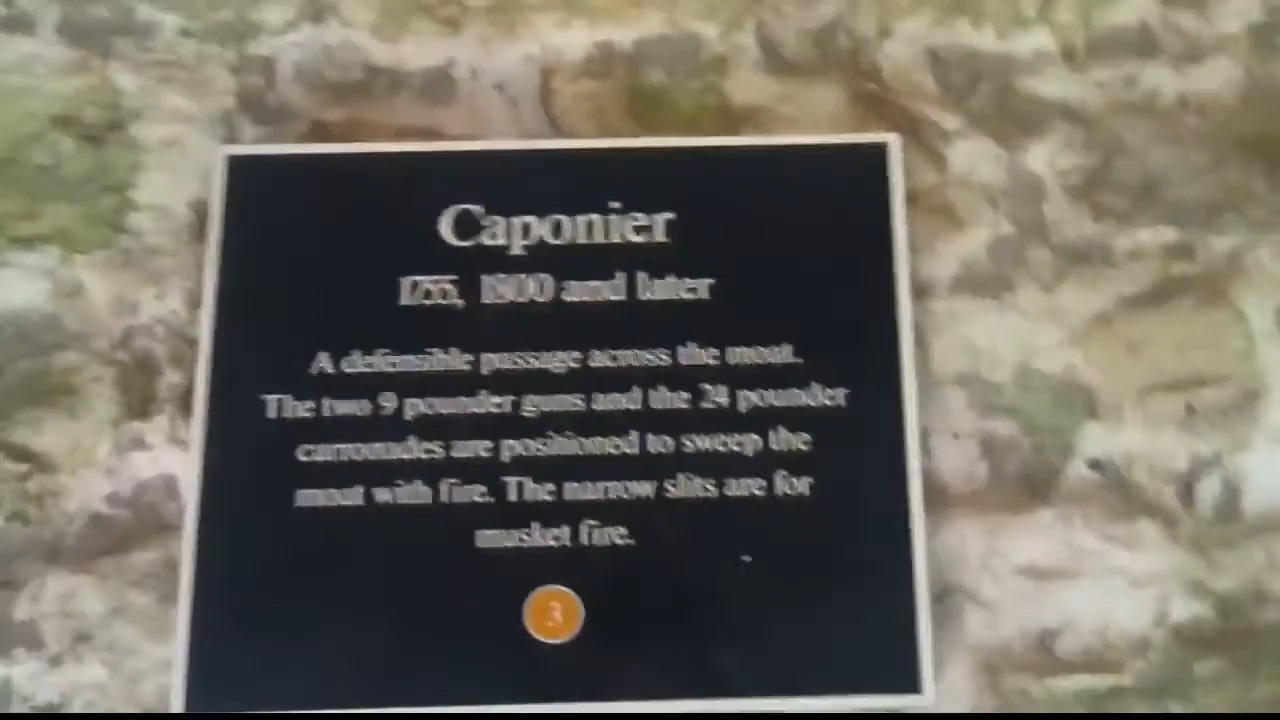 Caponier
1755, 1800 and later
A defensible passage across the moat.
The two 9 pounder guns and the 24 pounder
carronades are positioned to sweep the
moat with fire. The narrow slits are for
musket fire.
3